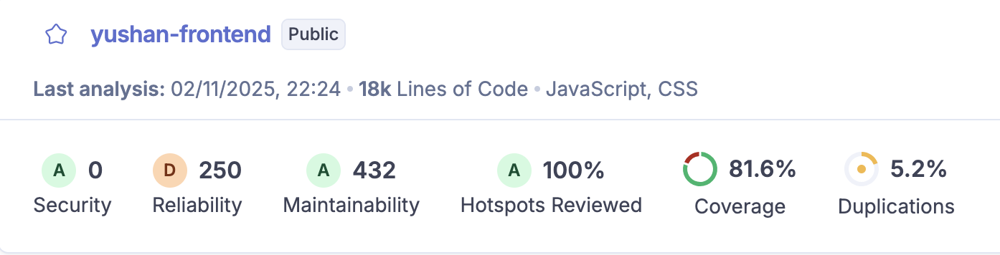 yushan-frontend Public
Last analysis: 02/11/2025, 22:24 • 18k Lines of Code • JavaScript, CSS
A 0 D 250 A 432 A 100% 81.6% 5.2%
Security Reliability Maintainability Hotspots Reviewed Coverage Duplications